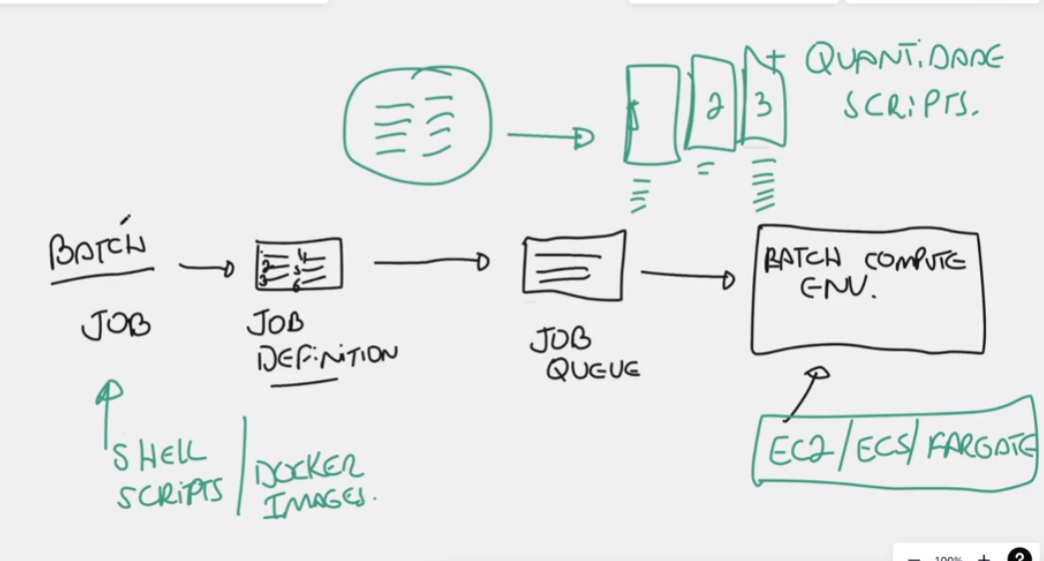 QUANTIDADE
SCRIPTS.
1 2 3
BATCH
JOB
1 4
2 5
3 6
JOB
DEFINITION
JOB
QUEUE
BATCH COMPUTE
ENV.
SHELL
SCRIPTS / DOCKER
IMAGES.
EC2/ECS/FARGATE
100%
?